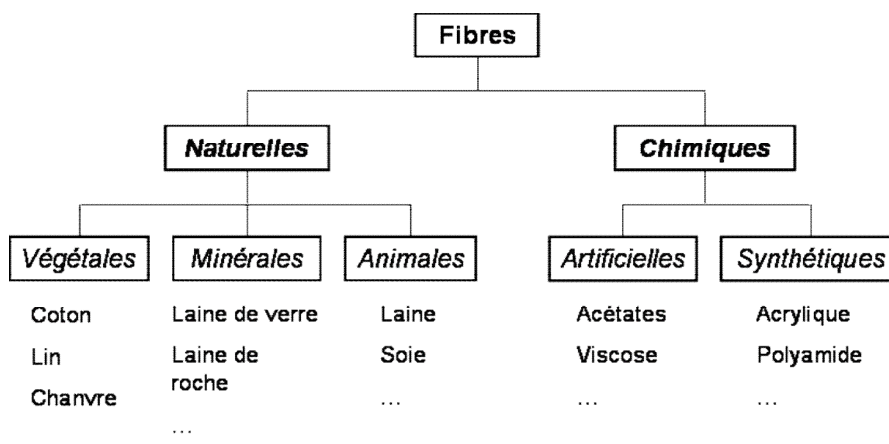 Fibres
Naturelles
Chimiques
Végétales
Minérales
Animales
Artificielles
Synthétiques
Coton
Lin
Chanvre
Laine de verre
Laine de
roche
…
Laine
Soie
…
Acétates
Viscose
…
Acrylique
Polyamide
…